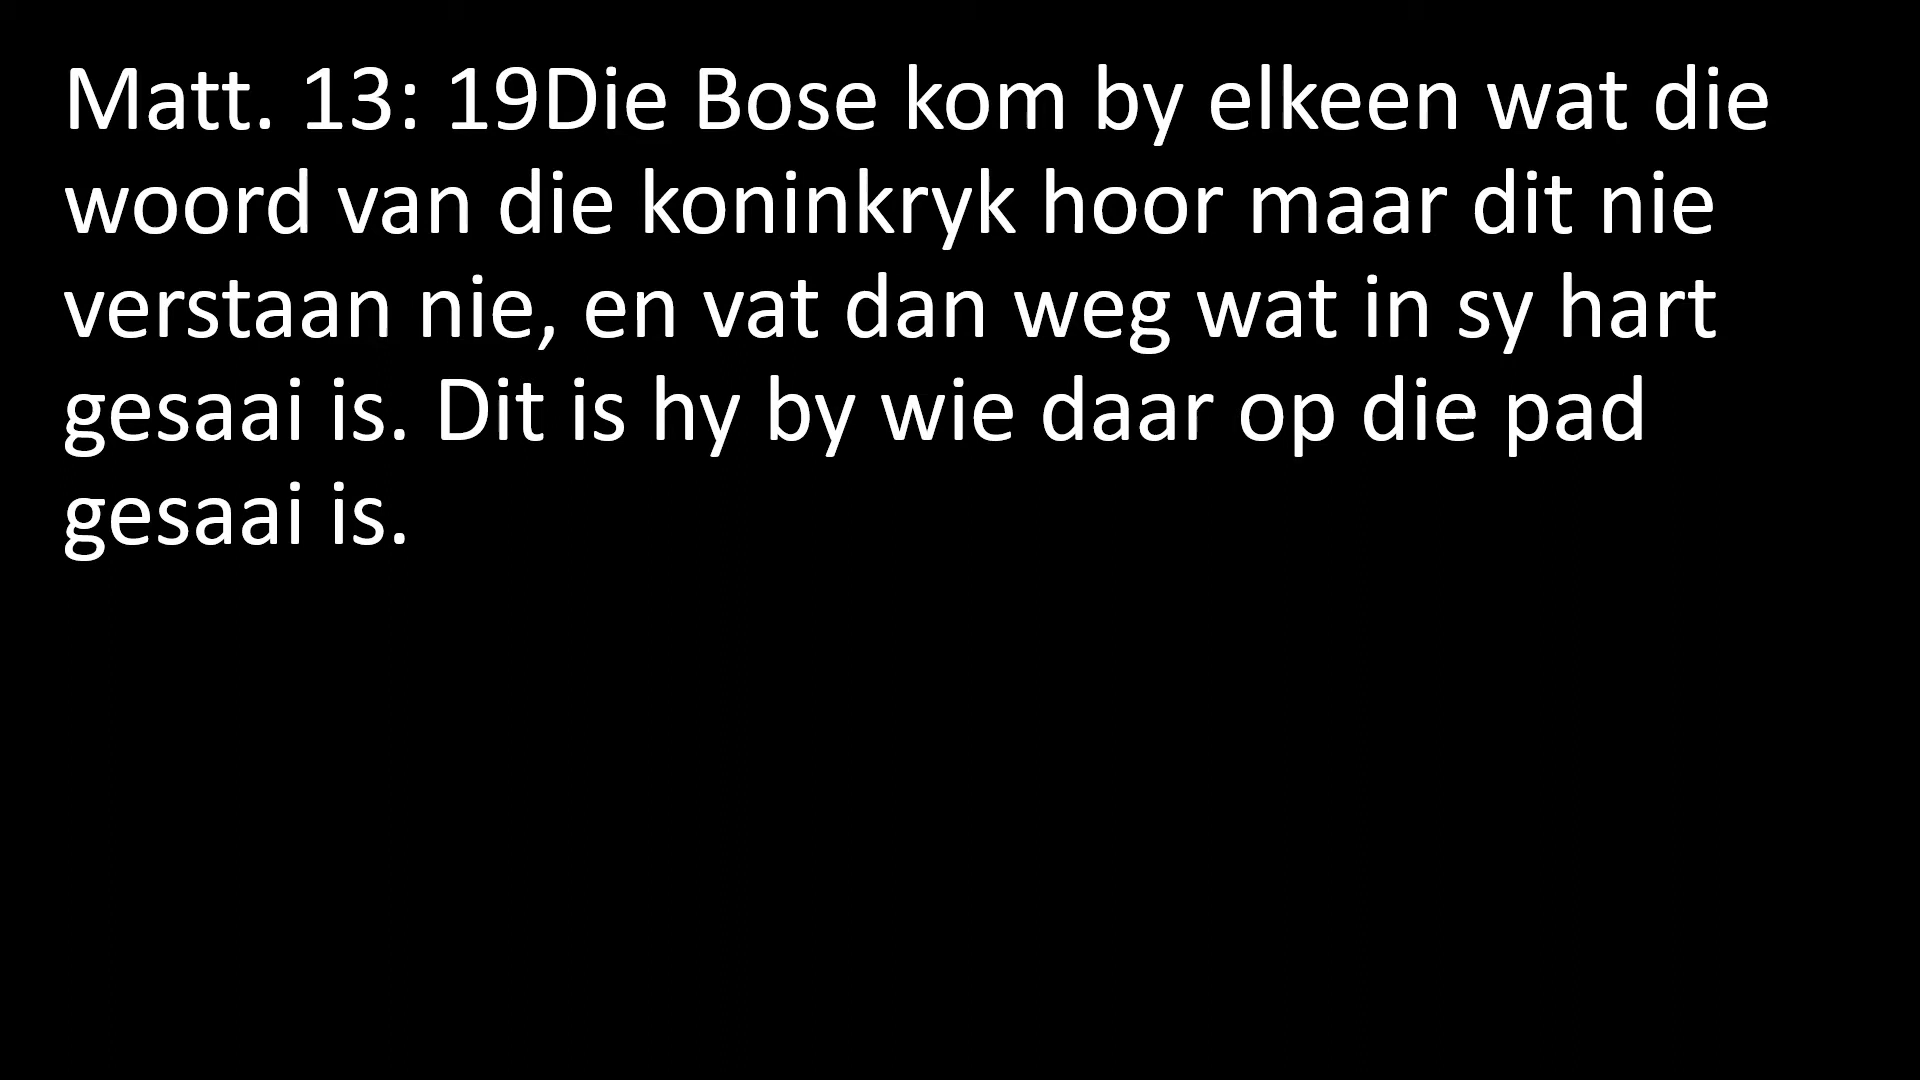 Matt. 13: 19Die Bose kom by elkeen wat die
woord van die koninkryk hoor maar dit nie
verstaan nie, en vat dan weg wat in sy hart
gesaai is. Dit is hy by wie daar op die pad
gesaai is.